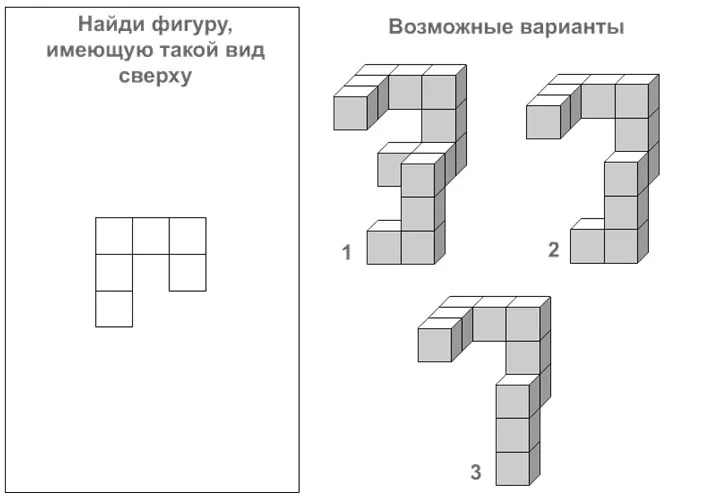 Найди фигуру,
имеющую такой вид
сверху
Возможные варианты
1
2
3